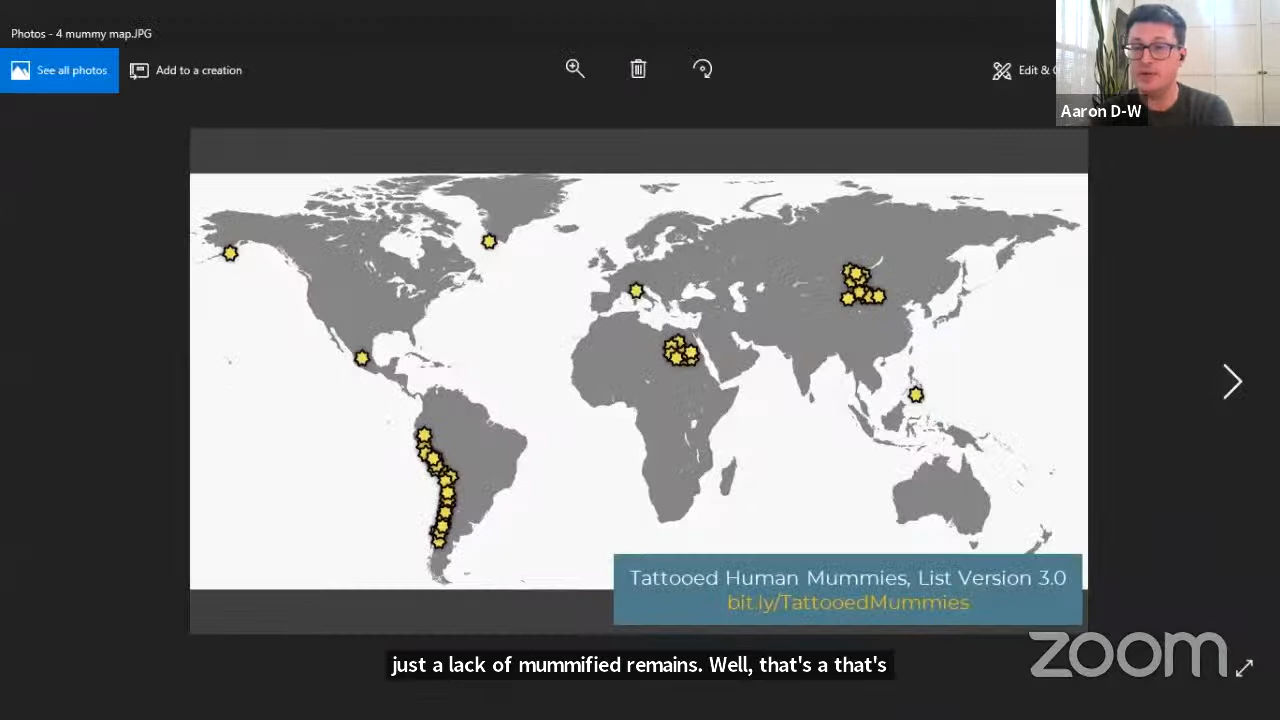 Photos - 4 mummy map.JPG
See all photos
Add to a creation
Edit &
Aaron D-W
Tattooed Human Mummies, List Version 3.0
bit.ly/TattooedMummies
just a lack of mummified remains. Well, that's a that's
zoom